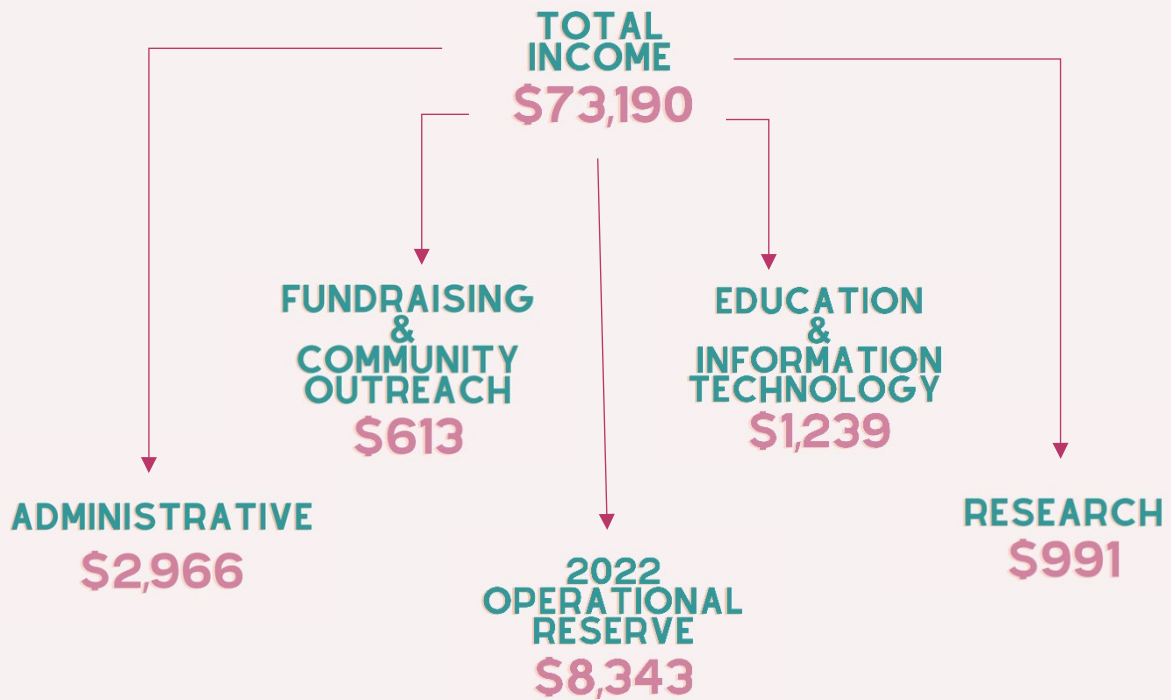 TOTAL
INCOME
$73,190
FUNDRAISING
&
COMMUNITY
OUTREACH
$613
EDUCATION
&
INFORMATION
TECHNOLOGY
$1,239
ADMINISTRATIVE
$2,966
2022
OPERATIONAL
RESERVE
$8,343
RESEARCH
$991